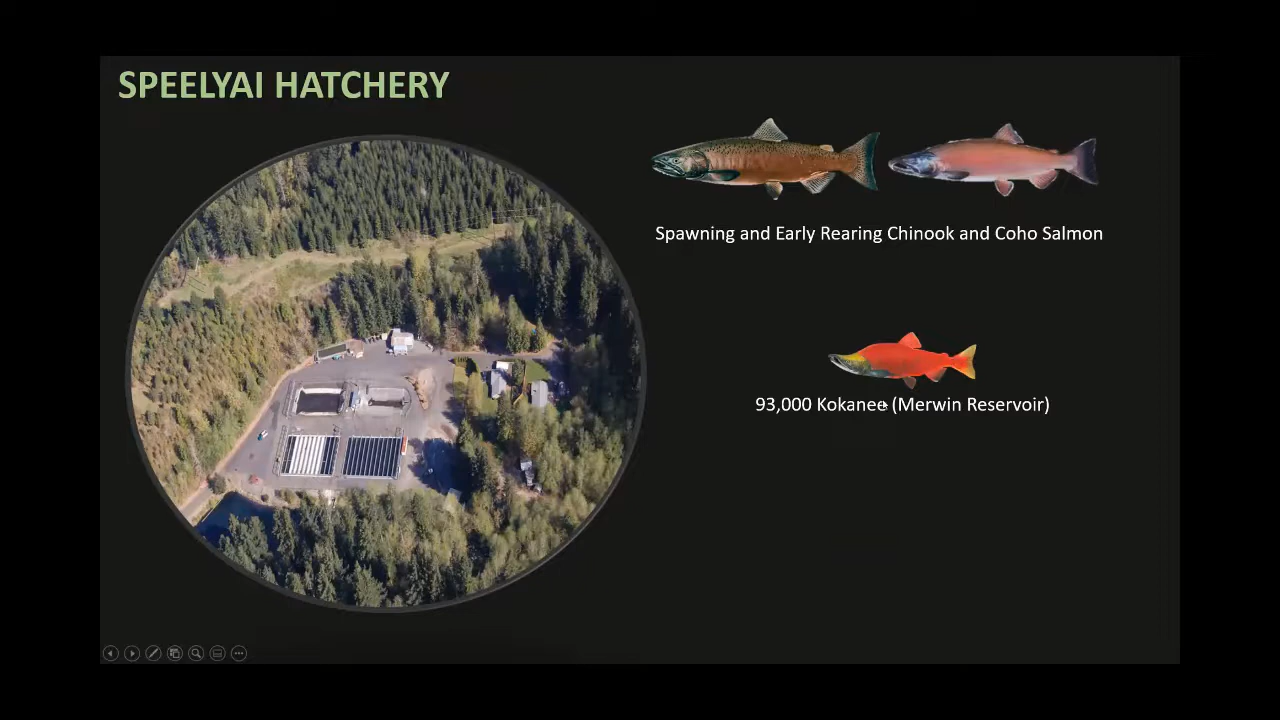 SPEELYAI HATCHERY
Spawning and Early Rearing Chinook and Coho Salmon
93,000 Kokanee (Merwin Reservoir)